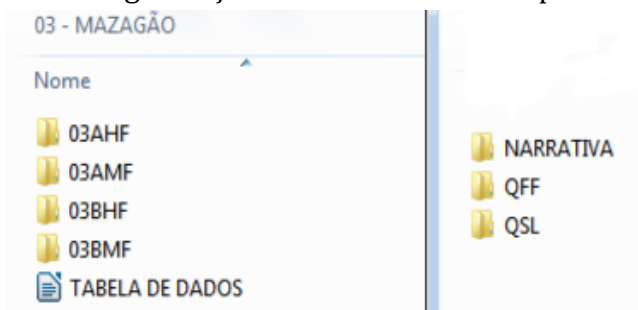 03 - MAZAGÃO
Nome
03AHF
03AMF
03BHF
03BMF
TABELA DE DADOS
NARRATIVA
QFF
QSL